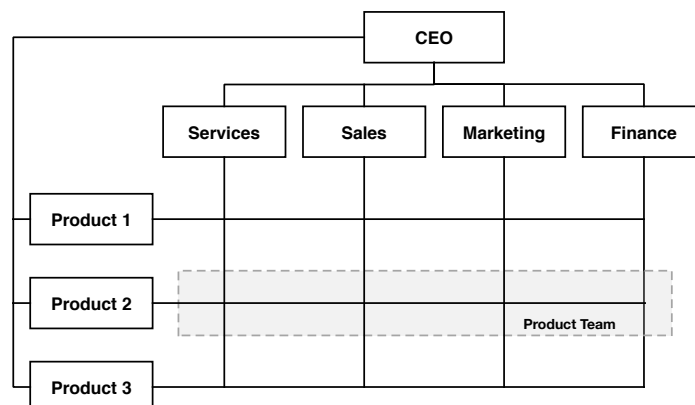 CEO
Services
Sales
Marketing
Finance
Product 1
Product 2
Product Team
Product 3